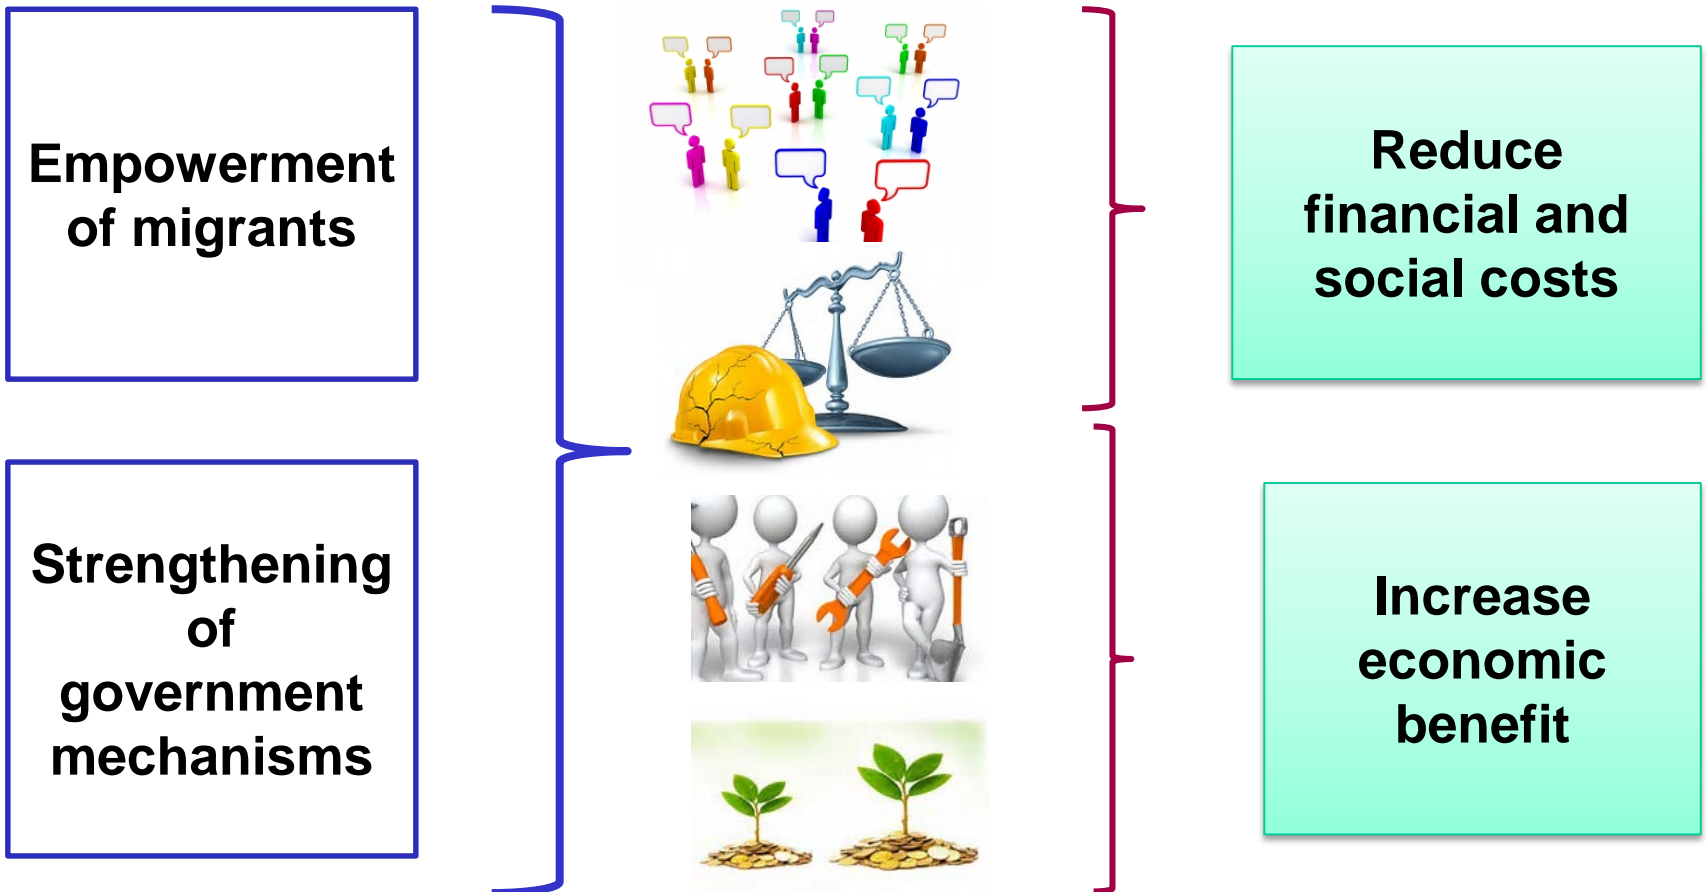 Empowerment
of migrants
Strengthening
of
government
mechanisms
Reduce
financial and
social costs
Increase
economic
benefit